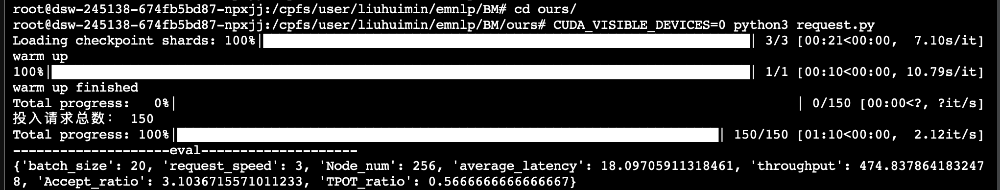 root@dsw-245138-674fb5bd87-npxjj:/cpfs/user/liuhuimin/emnlp/BM# cd ours/
root@dsw-245138-674fb5bd87-npxjj:/cpfs/user/liuhuimin/emnlp/BM/ours# CUDA_VISIBLE_DEVICES=0 python3 request.py
Loading checkpoint shards: 100%|██████████| 3/3 [00:21<00:00,  7.10s/it]
warm up
100%|██████████| 1/1 [00:10<00:00, 10.79s/it]
warm up finished
Total progress:   0%|          | 0/150 [00:00<?, ?it/s]
投入请求总数： 150
Total progress: 100%|██████████| 150/150 [01:10<00:00,  2.12it/s]
--------------------eval--------------------
{'batch_size': 20, 'request_speed': 3, 'Node_num': 256, 'average_latency': 18.09705911318461, 'throughput': 474.837864183247
8, 'Accept_ratio': 3.1036715571011233, 'TPOT_ratio': 0.5666666666666667}